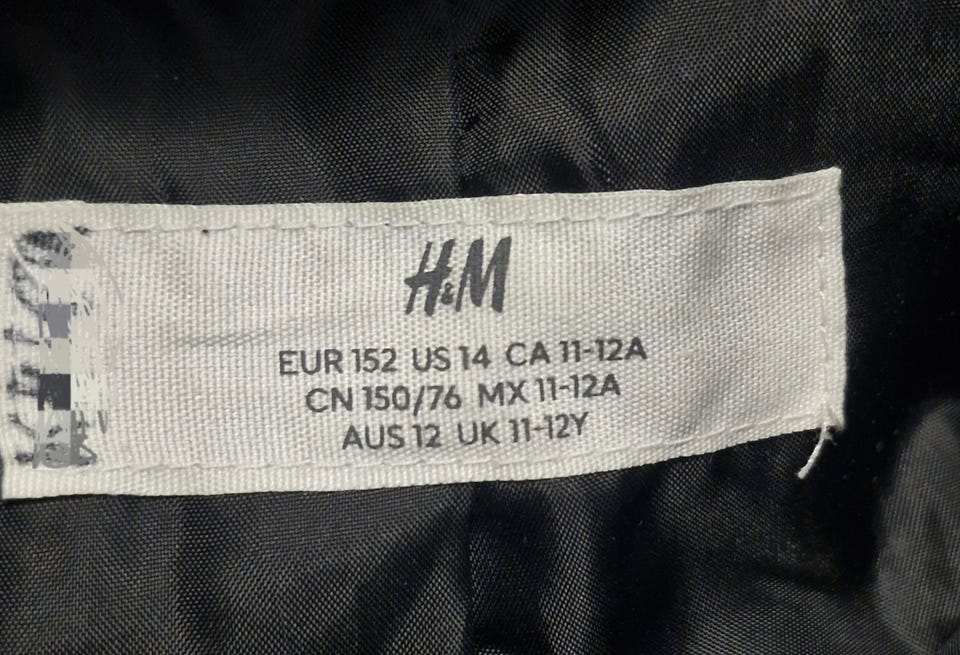 H&M
EUR 152 US 14 CA 11-12A
CN 150/76 MX 11-12A
AUS 12 UK 11-12Y